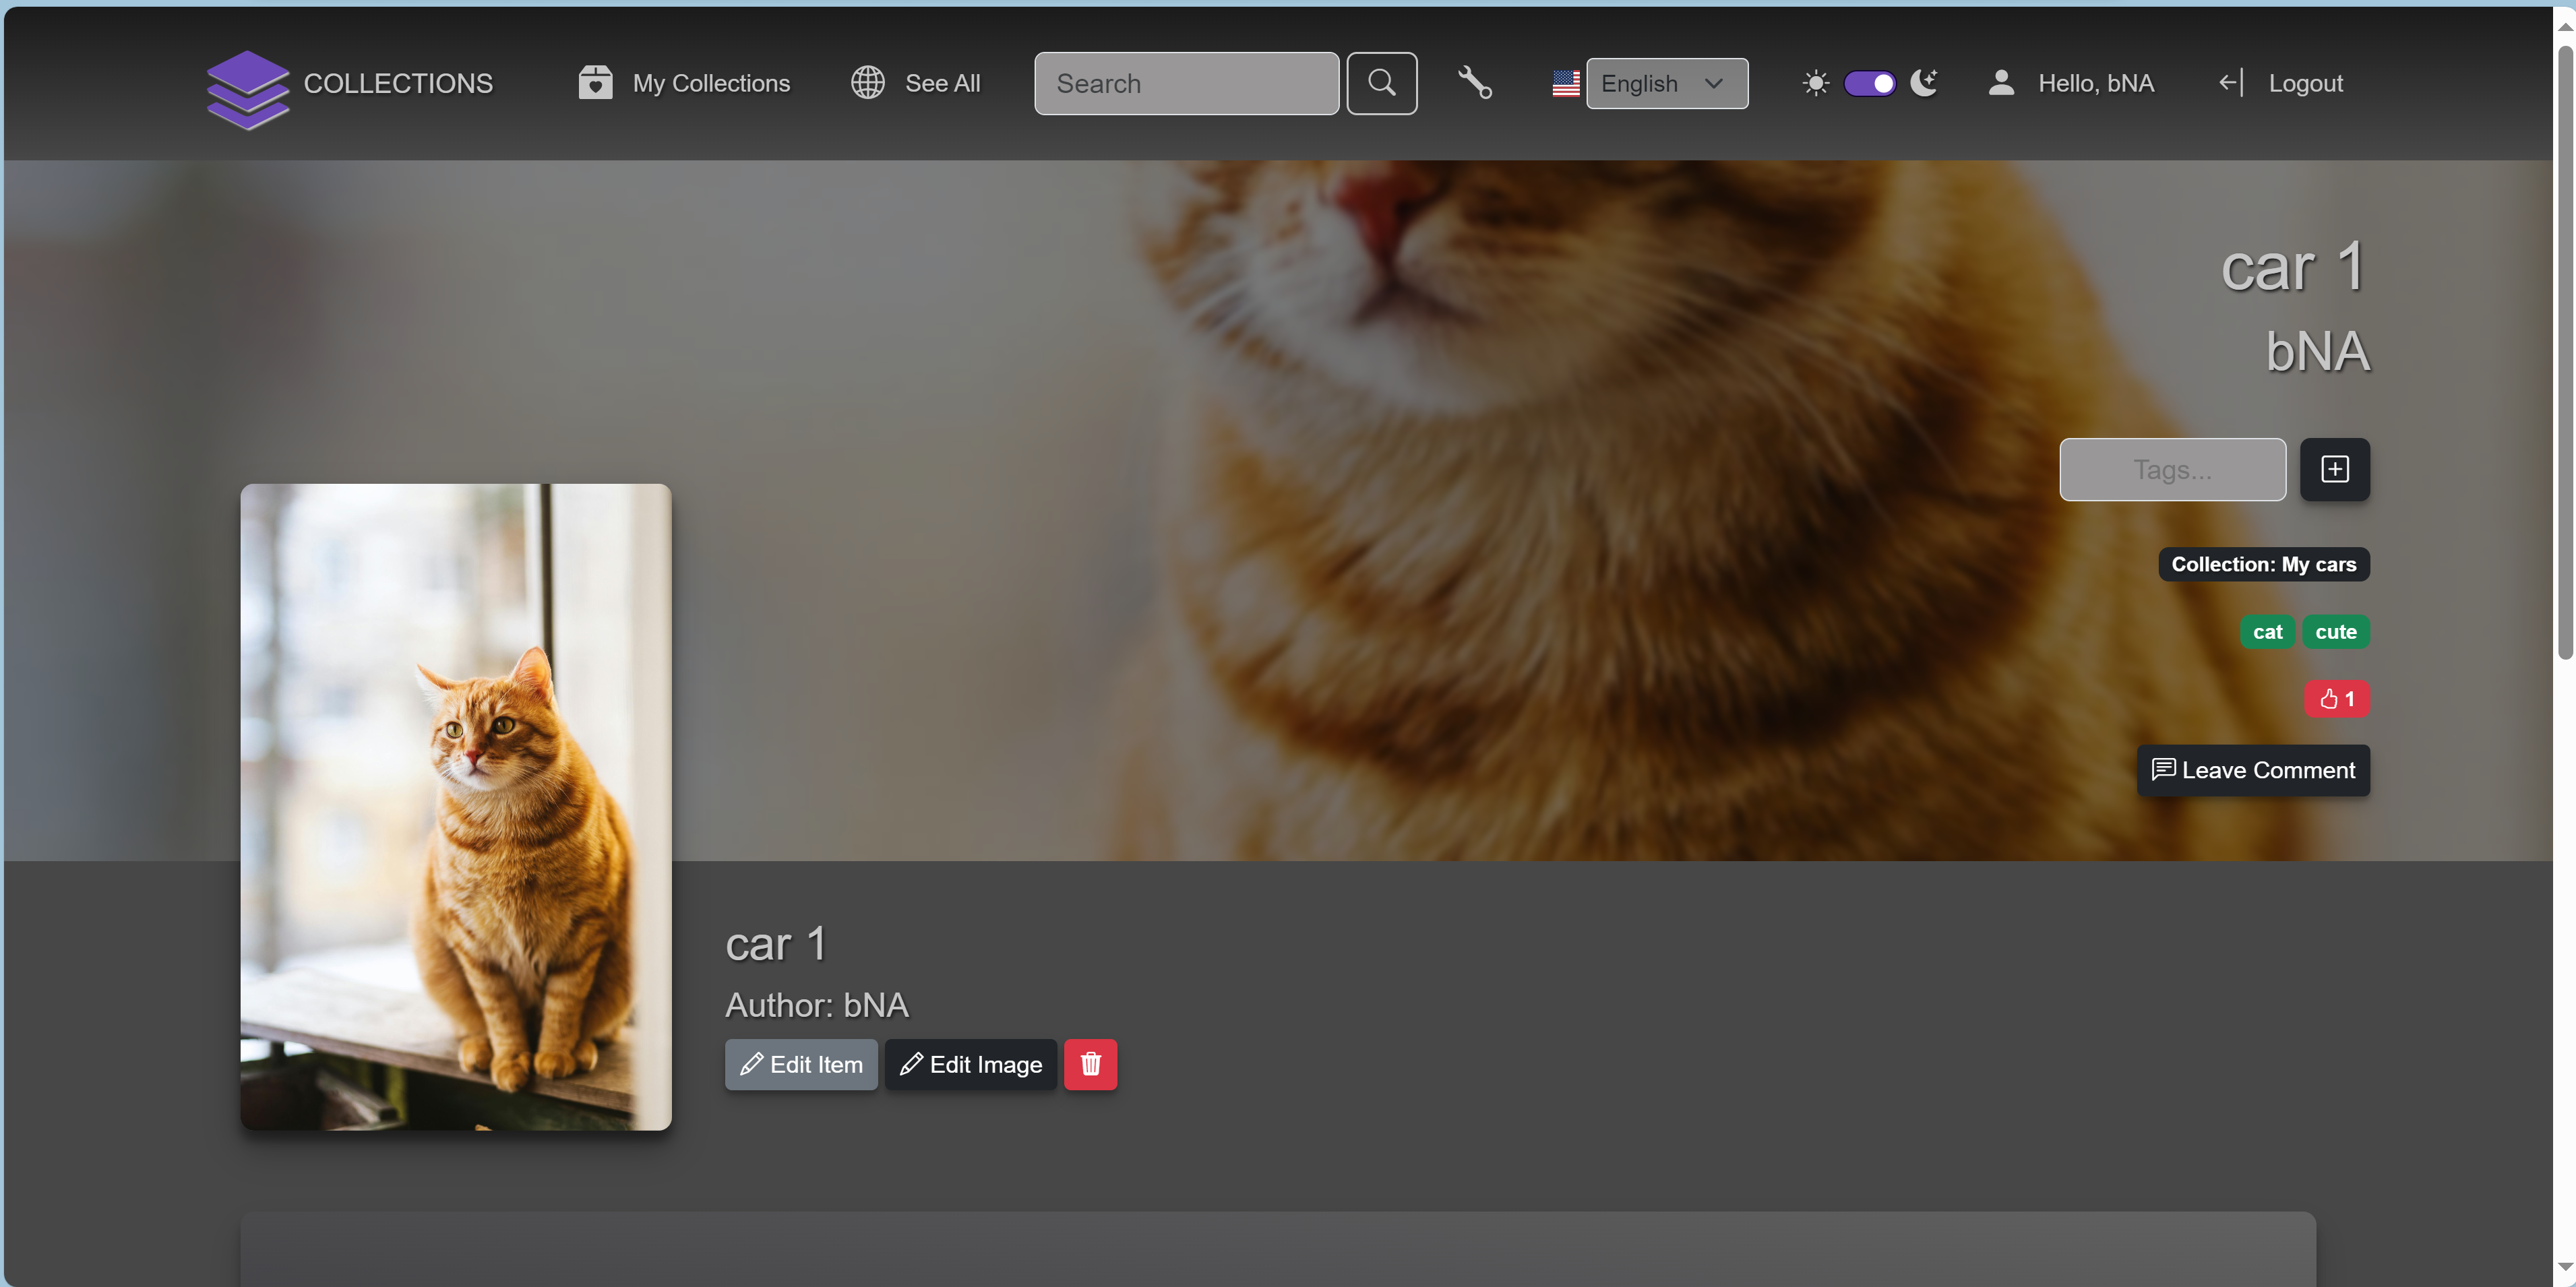 COLLECTIONS My Collections See All Search English Hello, bNA Logout
car 1
bNA
Tags...
Collection: My cars
cat cute
1
Leave Comment
car 1
Author: bNA
Edit Item Edit Image